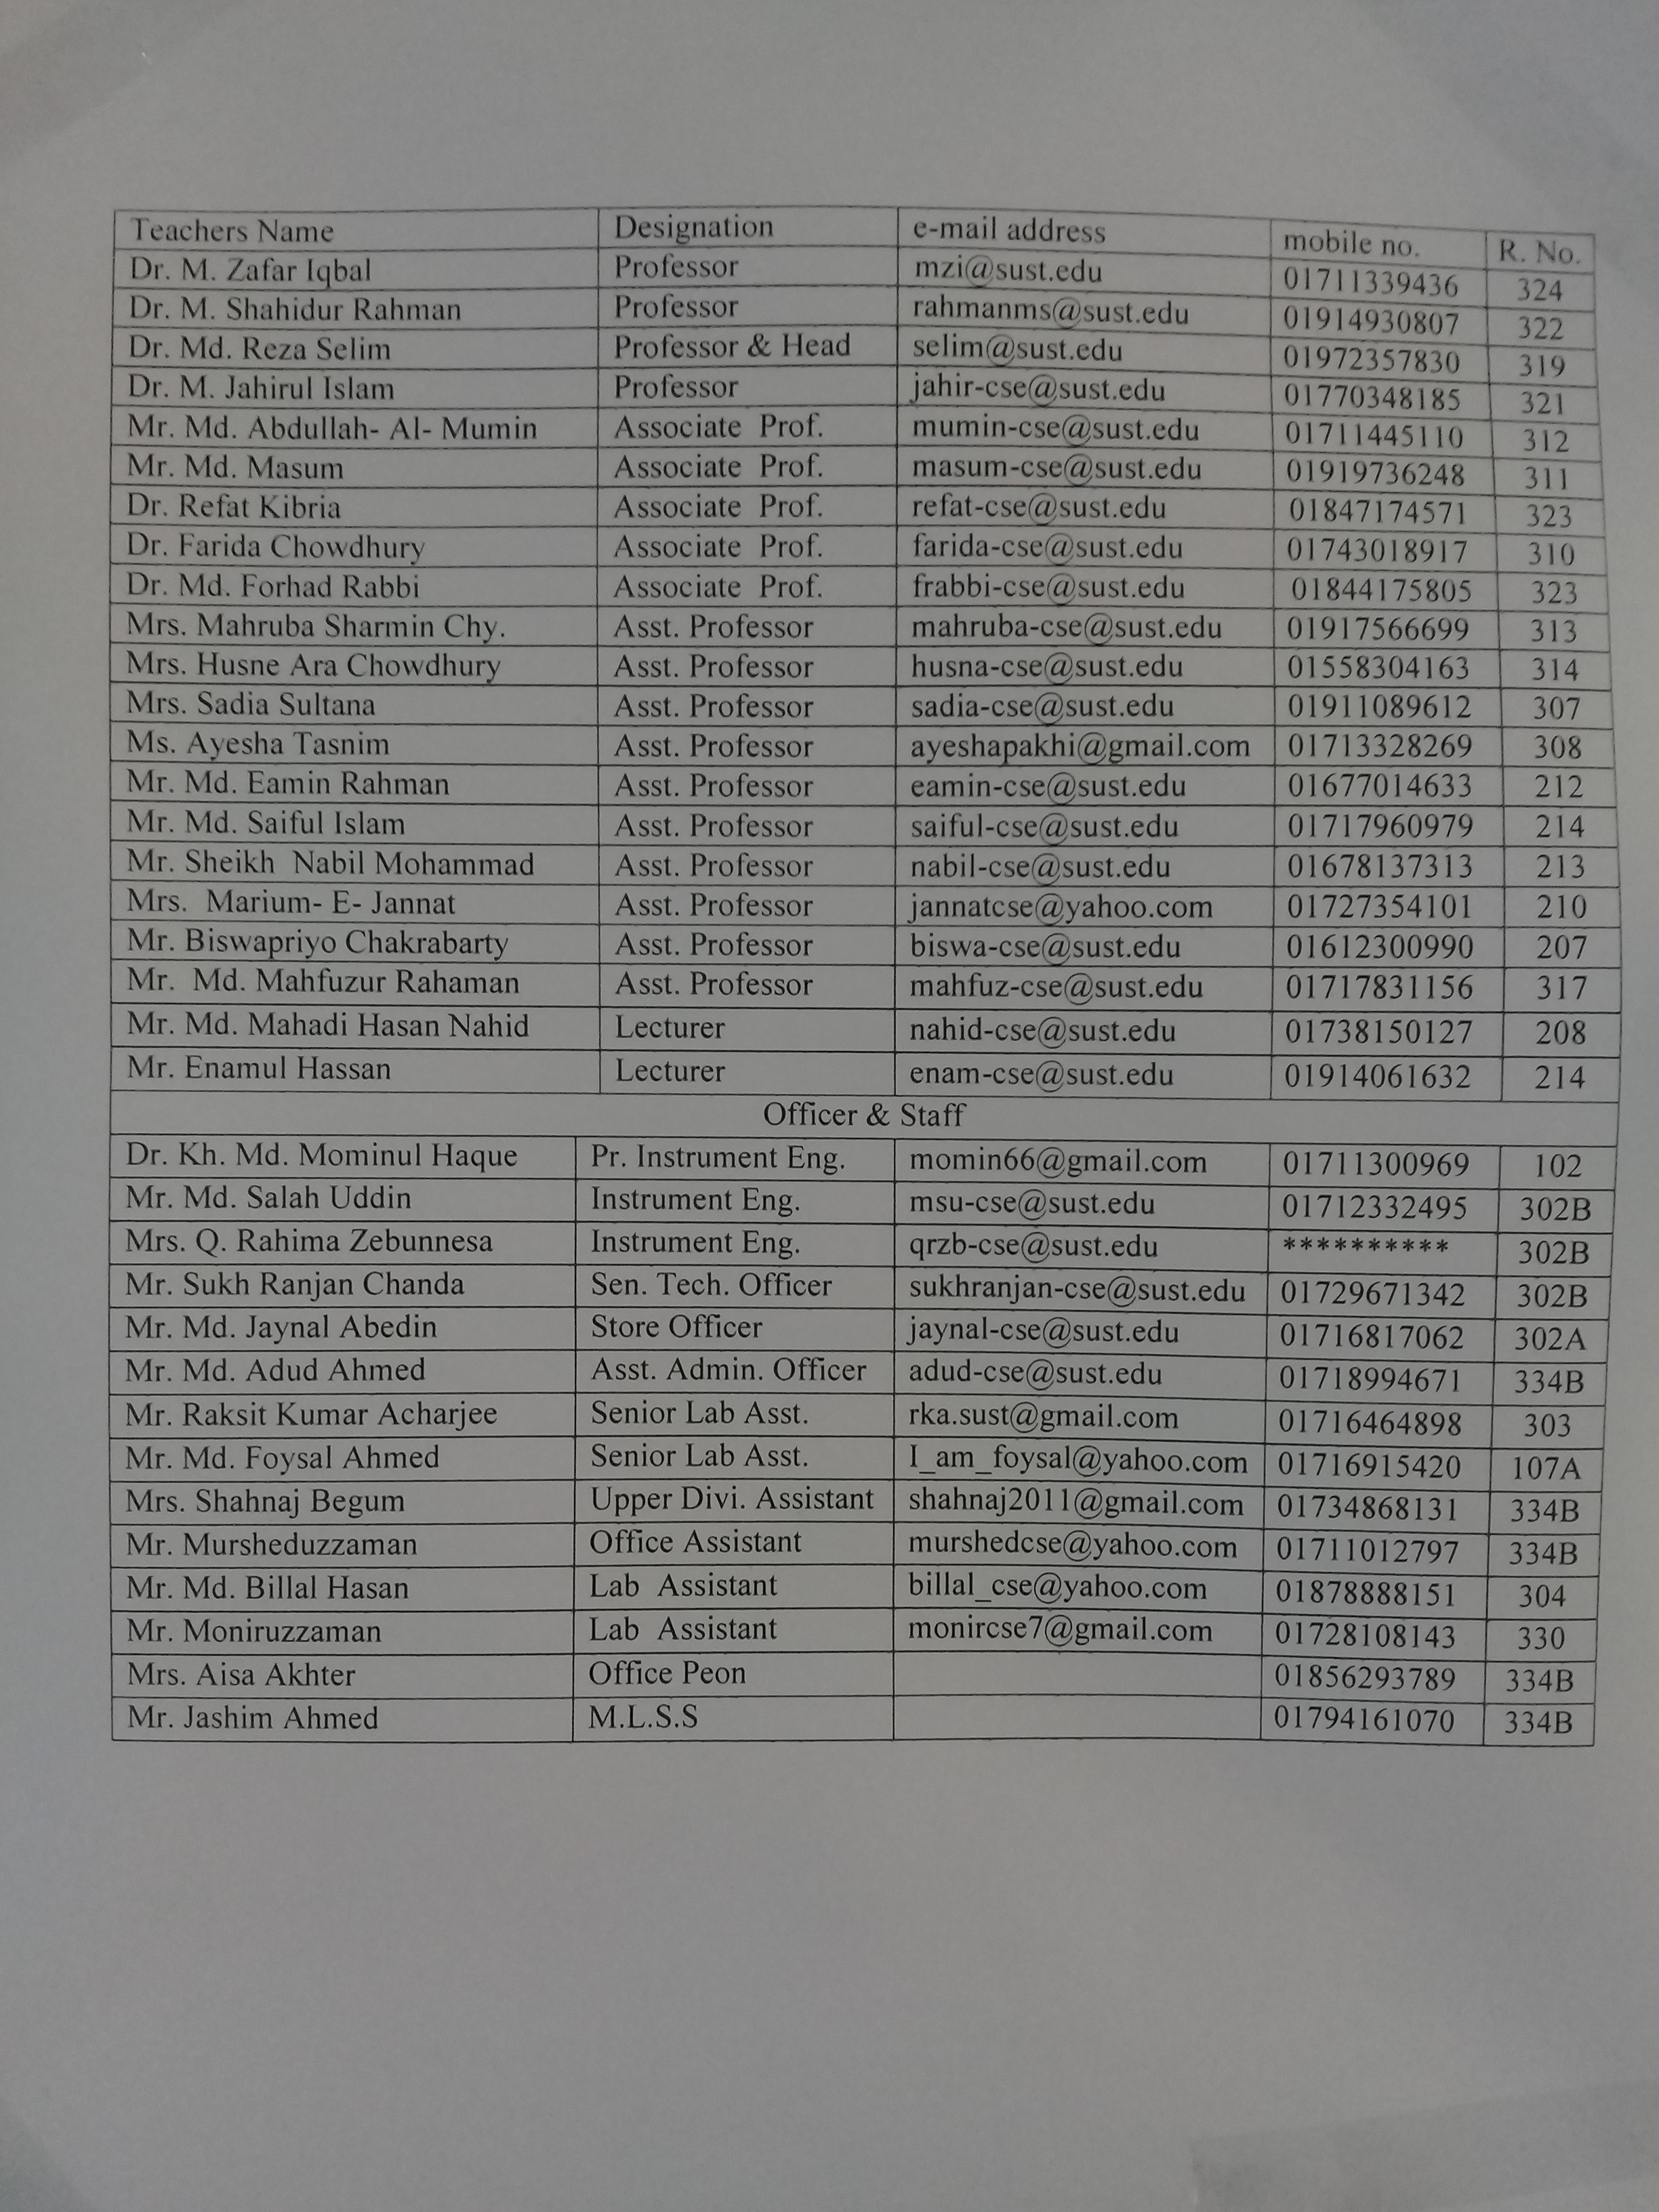 Teachers Name Designation e-mail address mobile no. R. No.
Dr. M. Zafar Iqbal Professor mzi@sust.edu 01711339436 324
Dr. M. Shahidur Rahman Professor rahmanms@sust.edu 01914930807 322
Dr. Md. Reza Selim Professor & Head selim@sust.edu 01972357830 319
Dr. M. Jahirul Islam Professor jahir-cse@sust.edu 01770348185 321
Mr. Md. Abdullah- Al- Mumin Associate Prof. mumin-cse@sust.edu 01711445110 312
Mr. Md. Masum Associate Prof. masum-cse@sust.edu 01919736248 311
Dr. Refat Kibria Associate Prof. refat-cse@sust.edu 01847174571 323
Dr. Farida Chowdhury Associate Prof. farida-cse@sust.edu 01743018917 310
Dr. Md. Forhad Rabbi Associate Prof. frabbi-cse@sust.edu 01844175805 323
Mrs. Mahruba Sharmin Chy. Asst. Professor mahruba-cse@sust.edu 01917566699 313
Mrs. Husne Ara Chowdhury Asst. Professor husna-cse@sust.edu 01558304163 314
Mrs. Sadia Sultana Asst. Professor sadia-cse@sust.edu 01911089612 307
Ms. Ayesha Tasnim Asst. Professor ayeshapakhi@gmail.com 01713328269 308
Mr. Md. Eamin Rahman Asst. Professor eamin-cse@sust.edu 01677014633 212
Mr. Md. Saiful Islam Asst. Professor saiful-cse@sust.edu 01717960979 214
Mr. Sheikh Nabil Mohammad Asst. Professor nabil-cse@sust.edu 01678137313 213
Mrs. Marium- E- Jannat Asst. Professor jannatcse@yahoo.com 01727354101 210
Mr. Biswapriyo Chakrabarty Asst. Professor biswa-cse@sust.edu 01612300990 207
Mr. Md. Mahfuzur Rahaman Asst. Professor mahfuz-cse@sust.edu 01717831156 317
Mr. Md. Mahadi Hasan Nahid Lecturer nahid-cse@sust.edu 01738150127 208
Mr. Enamul Hassan Lecturer enam-cse@sust.edu 01914061632 214
Officer & Staff
Dr. Kh. Md. Mominul Haque Pr. Instrument Eng. momin66@gmail.com 01711300969 102
Mr. Md. Salah Uddin Instrument Eng. msu-cse@sust.edu 01712332495 302B
Mrs. Q. Rahima Zebunnesa Instrument Eng. qrzb-cse@sust.edu ********** 302B
Mr. Sukh Ranjan Chanda Sen. Tech. Officer sukhranjan-cse@sust.edu 01729671342 302B
Mr. Md. Jaynal Abedin Store Officer jaynal-cse@sust.edu 01716817062 302A
Mr. Md. Adud Ahmed Asst. Admin. Officer adud-cse@sust.edu 01718994671 334B
Mr. Raksit Kumar Acharjee Senior Lab Asst. rka.sust@gmail.com 01716464898 303
Mr. Md. Foysal Ahmed Senior Lab Asst. I_am_foysal@yahoo.com 01716915420 107A
Mrs. Shahnaj Begum Upper Divi. Assistant shahnaj2011@gmail.com 01734868131 334B
Mr. Mursheduzzaman Office Assistant murshedcse@yahoo.com 01711012797 334B
Mr. Md. Billal Hasan Lab Assistant billal_cse@yahoo.com 01878888151 304
Mr. Moniruzzaman Lab Assistant monircse7@gmail.com 01728108143 330
Mrs. Aisa Akhter Office Peon 01856293789 334B
Mr. Jashim Ahmed M.L.S.S 01794161070 334B